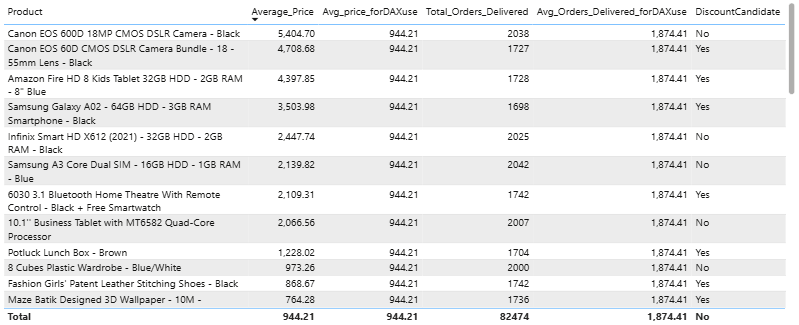 Product Average_Price Avg_price_forDAXuse Total_Orders_Delivered Avg_Orders_Delivered_forDAXuse DiscountCandidate
Canon EOS 600D 18MP CMOS DSLR Camera - Black 5,404.70 944.21 2038 1,874.41 No
Canon EOS 60D CMOS DSLR Camera Bundle - 18 - 4,708.68 944.21 1727 1,874.41 Yes
55mm Lens - Black
Amazon Fire HD 8 Kids Tablet 32GB HDD - 2GB RAM 4,397.85 944.21 1728 1,874.41 Yes
- 8" Blue
Samsung Galaxy A02 - 64GB HDD - 3GB RAM 3,503.98 944.21 1698 1,874.41 Yes
Smartphone - Black
Infinix Smart HD X612 (2021) - 32GB HDD - 2GB 2,447.74 944.21 2025 1,874.41 No
RAM - Black
Samsung A3 Core Dual SIM - 16GB HDD - 1GB RAM 2,139.82 944.21 2042 1,874.41 No
- Blue
6030 3.1 Bluetooth Home Theatre With Remote 2,109.31 944.21 1742 1,874.41 Yes
Control - Black + Free Smartwatch
10.1'' Business Tablet with MT6582 Quad-Core 2,066.56 944.21 2007 1,874.41 No
Processor
Potluck Lunch Box - Brown 1,228.02 944.21 1704 1,874.41 Yes
8 Cubes Plastic Wardrobe - Blue/White 973.26 944.21 2000 1,874.41 No
Fashion Girls' Patent Leather Stitching Shoes - Black 868.67 944.21 1742 1,874.41 Yes
Maze Batik Designed 3D Wallpaper - 10M - 764.28 944.21 1736 1,874.41 Yes
Total 944.21 944.21 82474 1,874.41 No